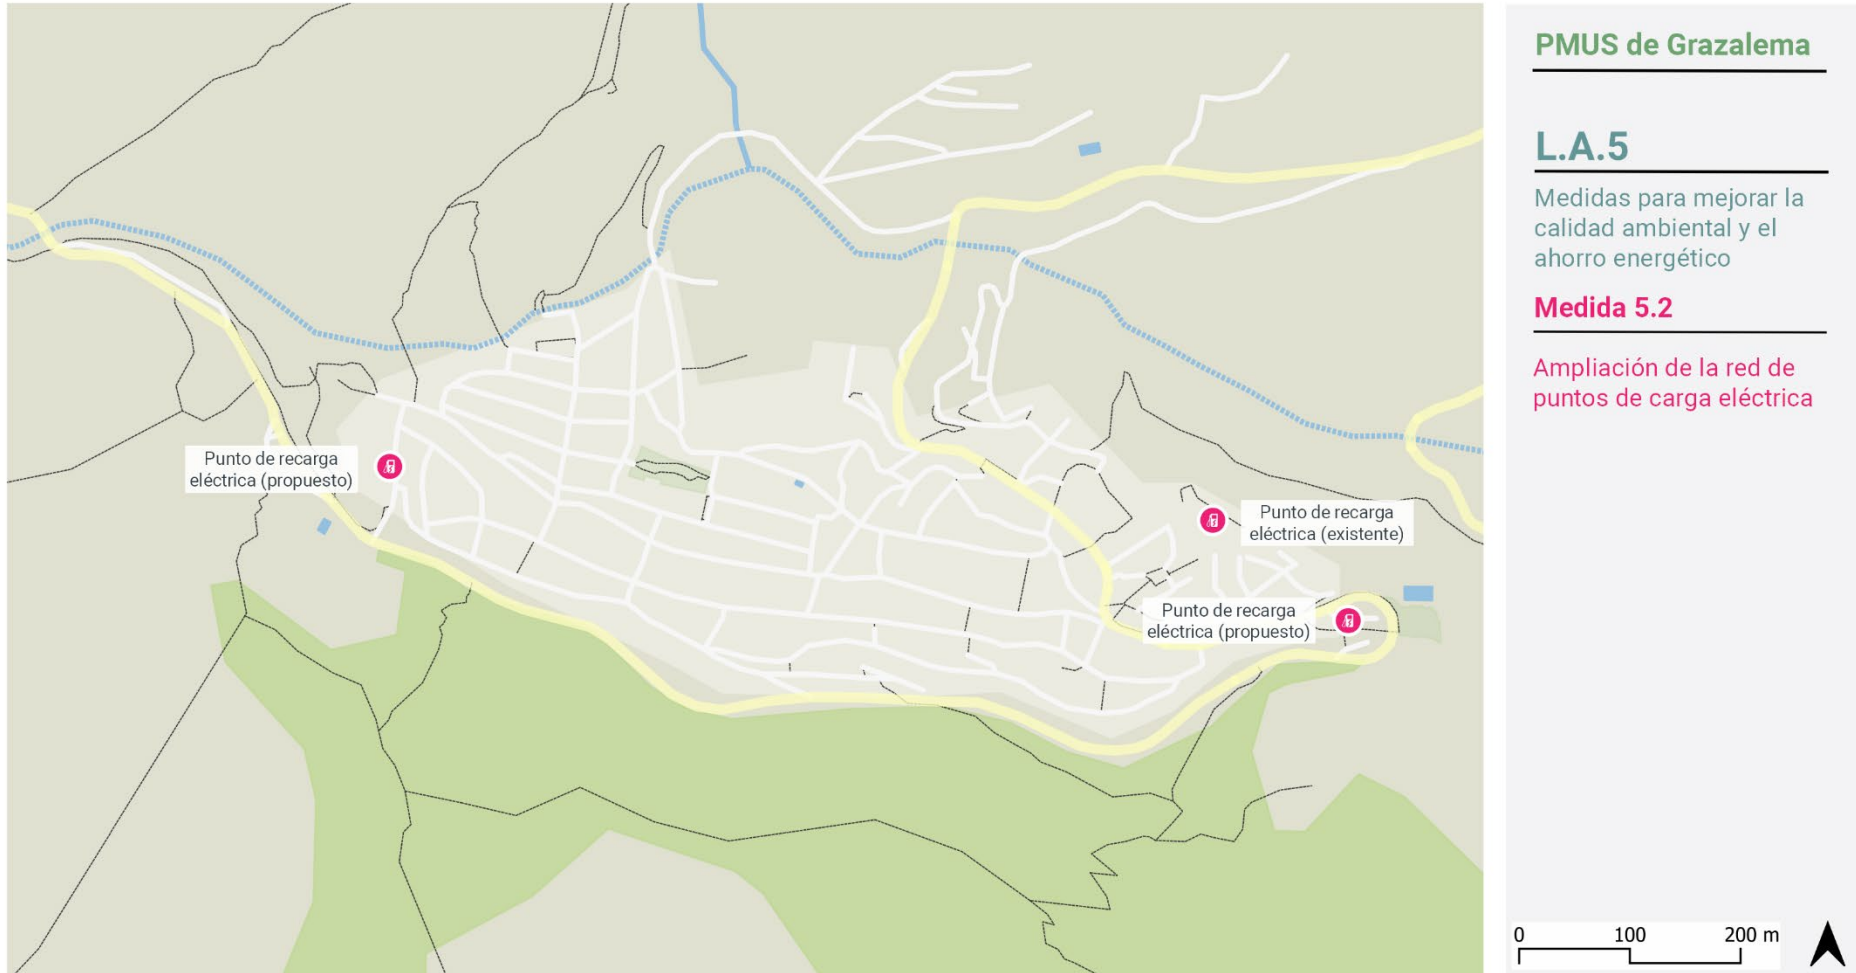 PMUS de Grazalema
L.A.5
Medidas para mejorar la
calidad ambiental y el
ahorro energético
Medida 5.2
Ampliación de la red de
puntos de carga eléctrica
Punto de recarga
eléctrica (propuesto)
Punto de recarga
eléctrica (existente)
Punto de recarga
eléctrica (propuesto)
0 100 200 m